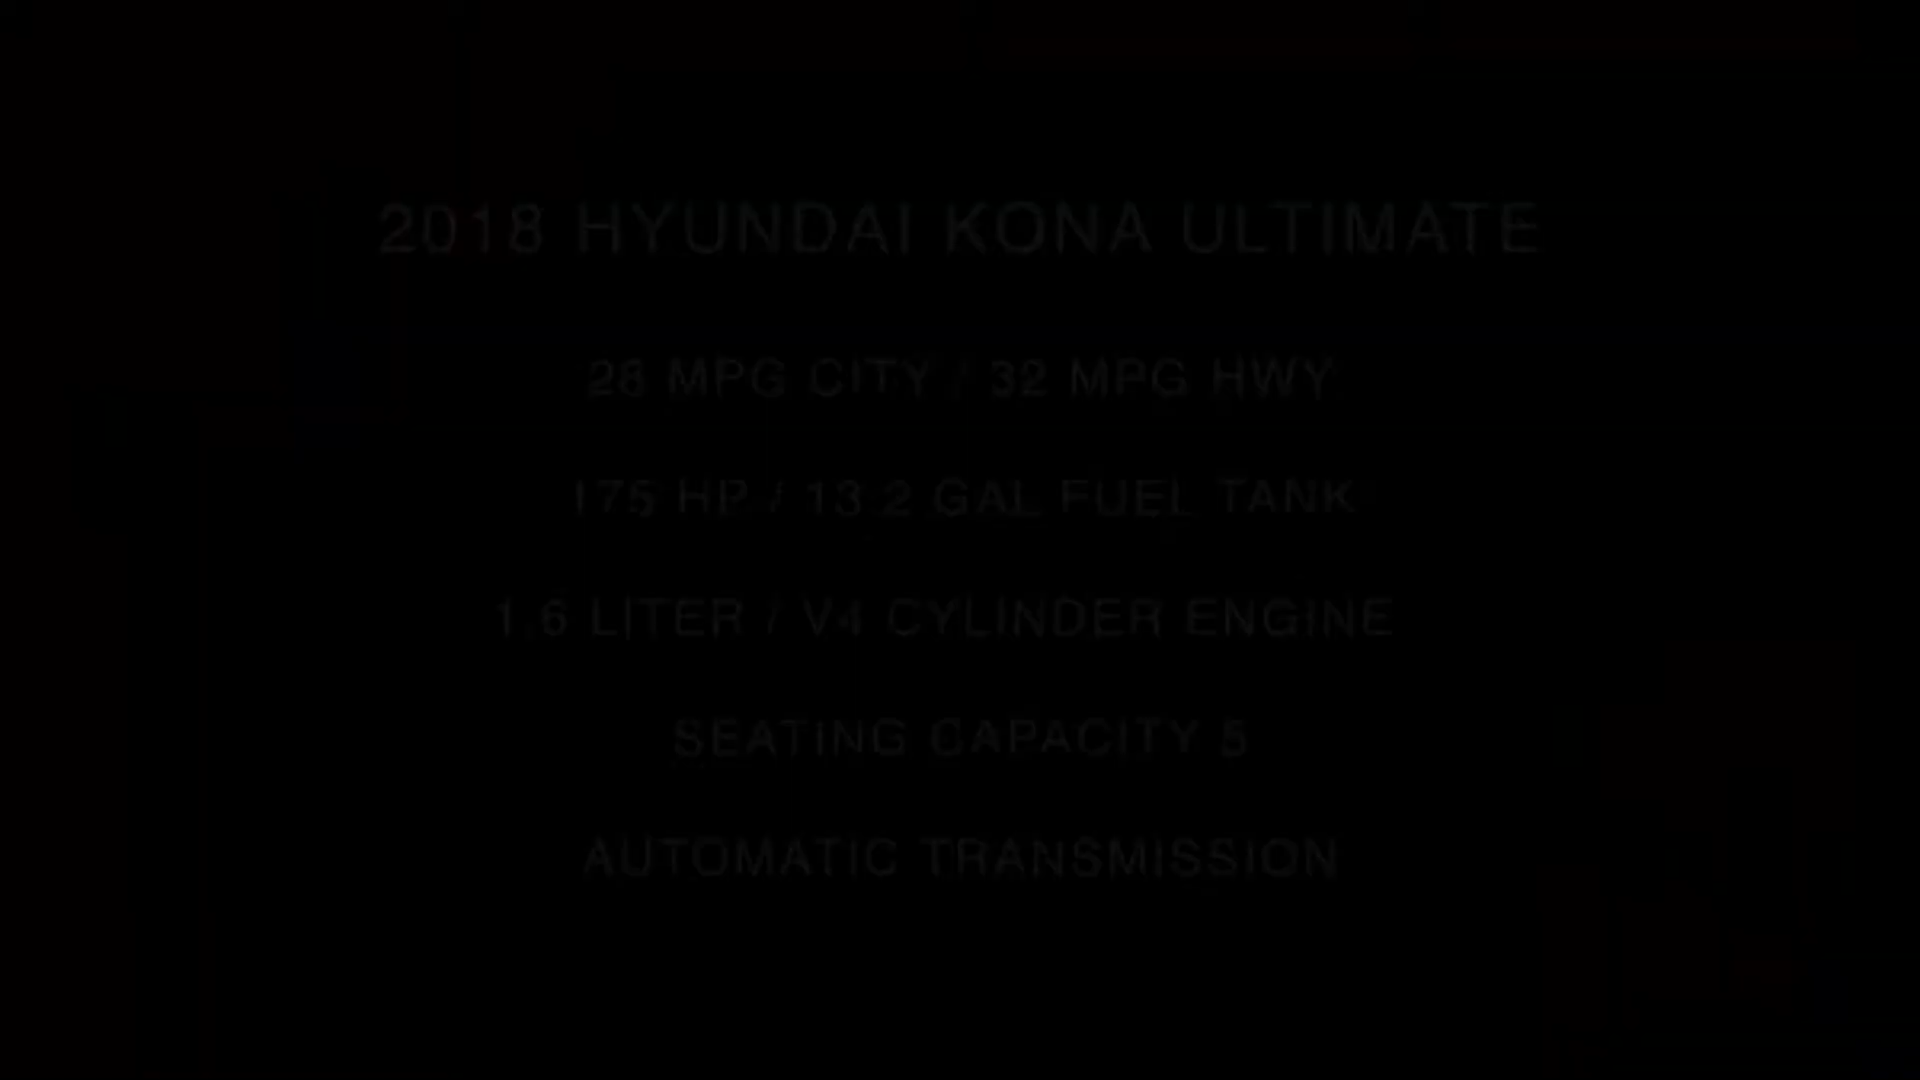 2018 HYUNDAI KONA ULTIMATE
28 MPG CITY / 32 MPG HWY
175 HP / 13.2 GAL FUEL TANK
1.6 LITER / V4 CYLINDER ENGINE
SEATING CAPACITY 5
AUTOMATIC TRANSMISSION